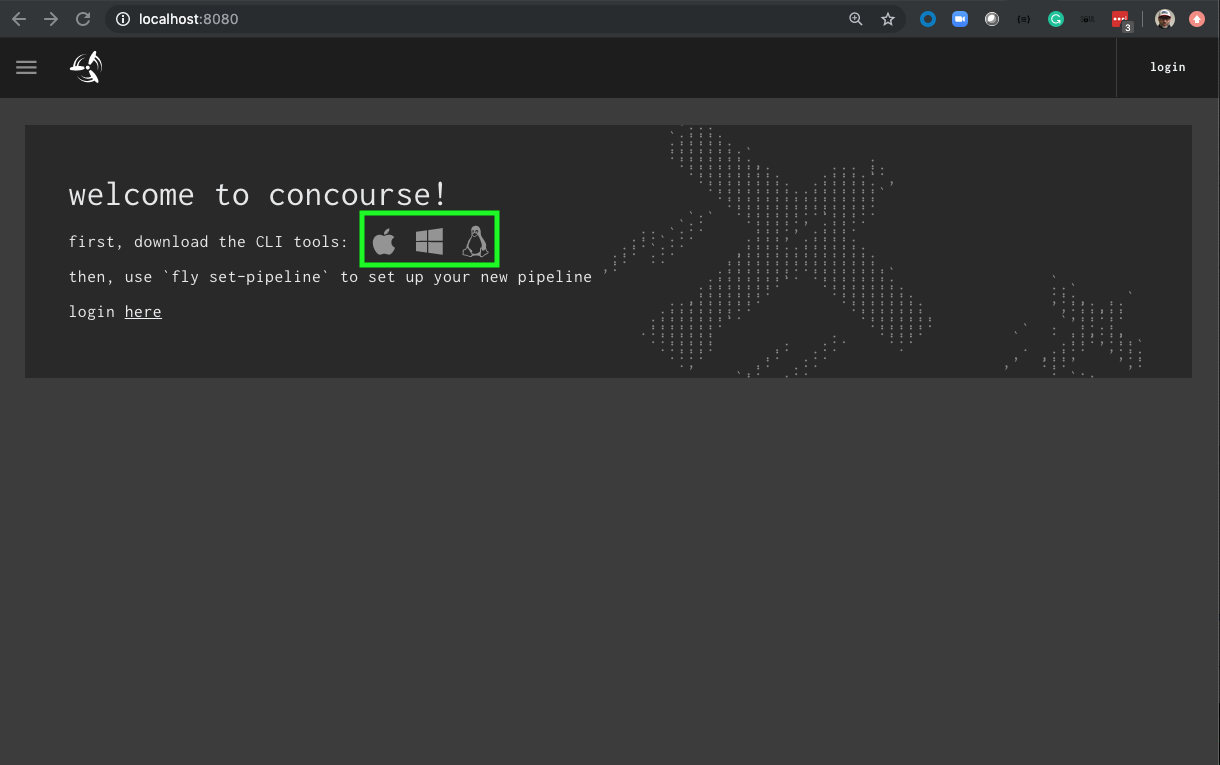 localhost:8080
3
login
welcome to concourse!
first, download the CLI tools:
then, use `fly set-pipeline` to set up your new pipeline
login here